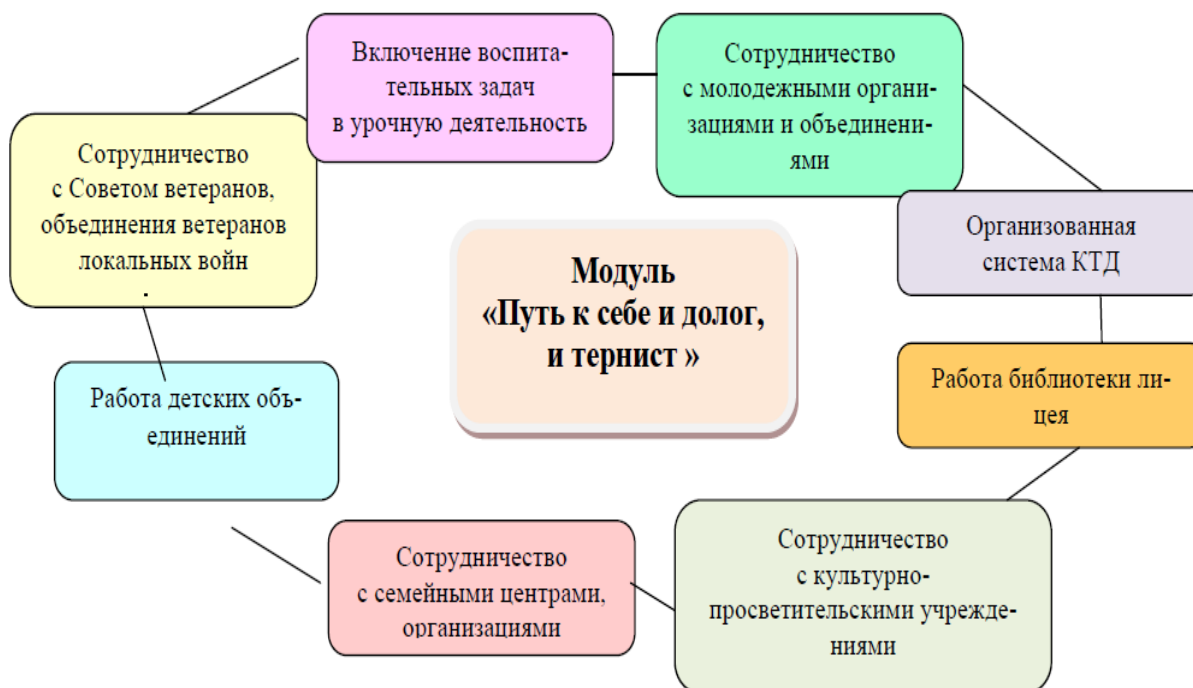 Включение воспита-
тельных задач
в урочную деятельность
Сотрудничество
с молодежными органи-
зациями и объединени-
ями
Сотрудничество
с Советом ветеранов,
объединения ветеранов
локальных войн
.
Организованная
система КТД
Модуль
«Путь к себе и долог,
и тернист »
Работа детских объ-
единений
Работа библиотеки ли-
цея
Сотрудничество
с семейными центрами,
организациями
Сотрудничество
с культурно-
просветительскими учрежде-
ниями